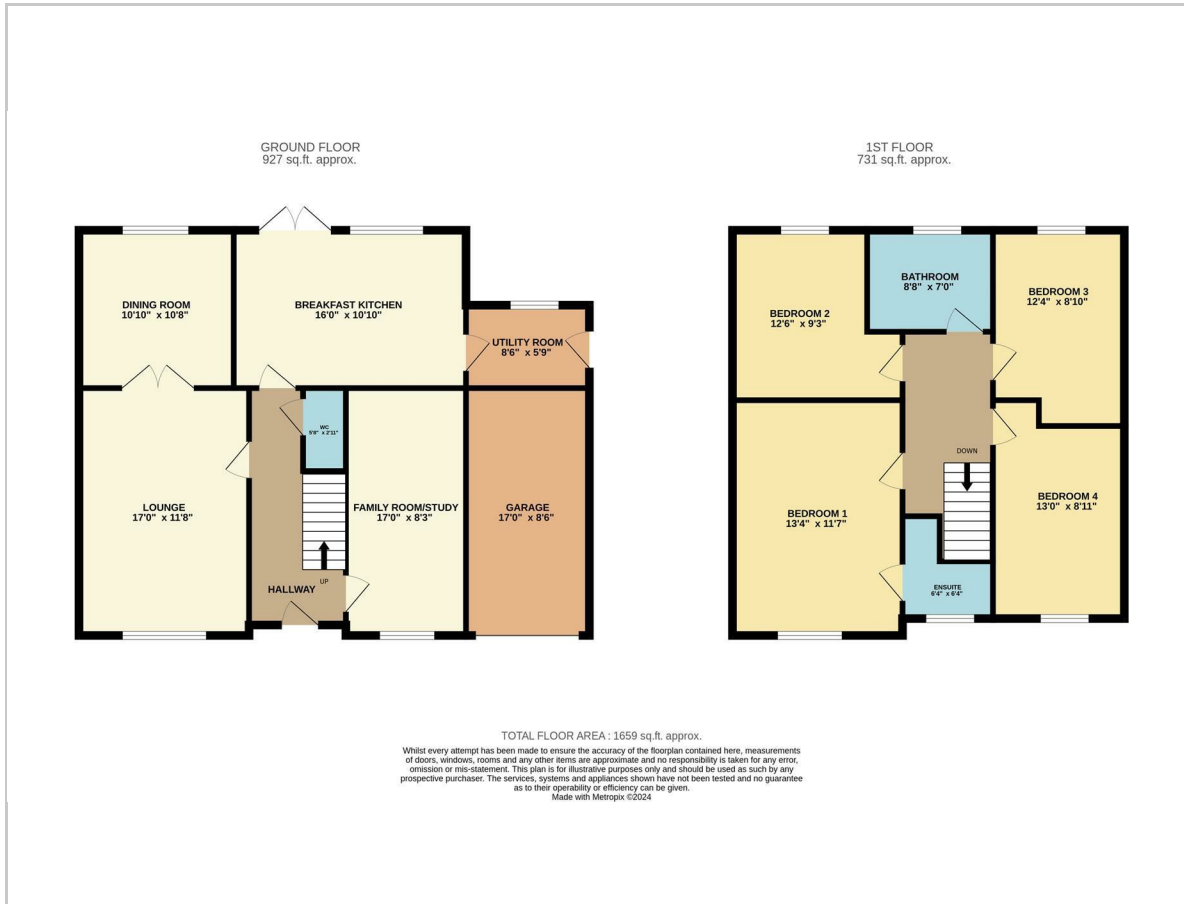 GROUND FLOOR
927 sq.ft. approx.
DINING ROOM
10'10" x 10'8"
BREAKFAST KITCHEN
16'0" x 10'10"
UTILITY ROOM
8'6" x 5'9"
WC
5'8" x 2'11"
LOUNGE
17'0" x 11'8"
FAMILY ROOM/STUDY
17'0" x 8'3"
GARAGE
17'0" x 8'6"
UP
HALLWAY
1ST FLOOR
731 sq.ft. approx.
BATHROOM
8'8" x 7'0"
BEDROOM 3
12'4" x 8'10"
BEDROOM 2
12'6" x 9'3"
DOWN
BEDROOM 4
13'0" x 8'11"
BEDROOM 1
13'4" x 11'7"
ENSUITE
6'4" x 6'4"
TOTAL FLOOR AREA : 1659 sq.ft. approx.
Whilst every attempt has been made to ensure the accuracy of the floorplan contained here, measurements
of doors, windows, rooms and any other items are approximate and no responsibility is taken for any error,
omission or mis-statement. This plan is for illustrative purposes only and should be used as such by any
prospective purchaser. The services, systems and appliances shown have not been tested and no guarantee
as to their operability or efficiency can be given.
Made with Metropix ©2024